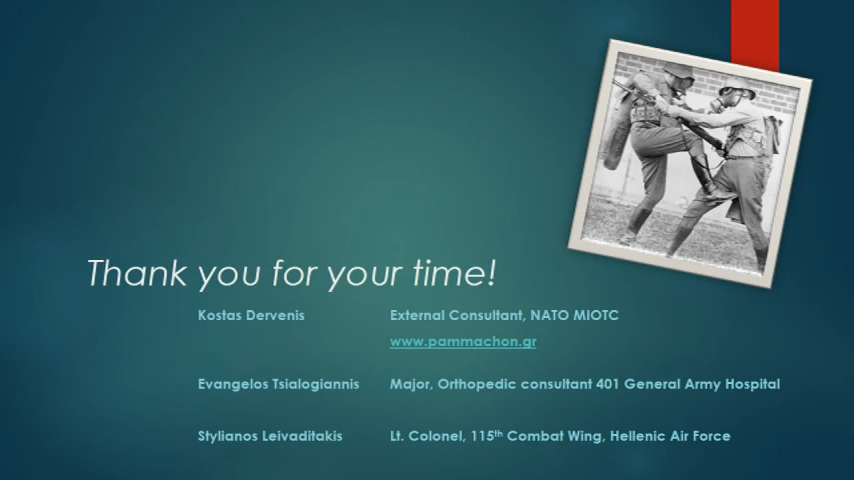 Thank you for your time!
Kostas Dervenis External Consultant, NATO MIOTC
www.pammachon.gr
Evangelos Tsialogiannis Major, Orthopedic consultant 401 General Army Hospital
Stylianos Leivaditakis Lt. Colonel, 115th Combat Wing, Hellenic Air Force